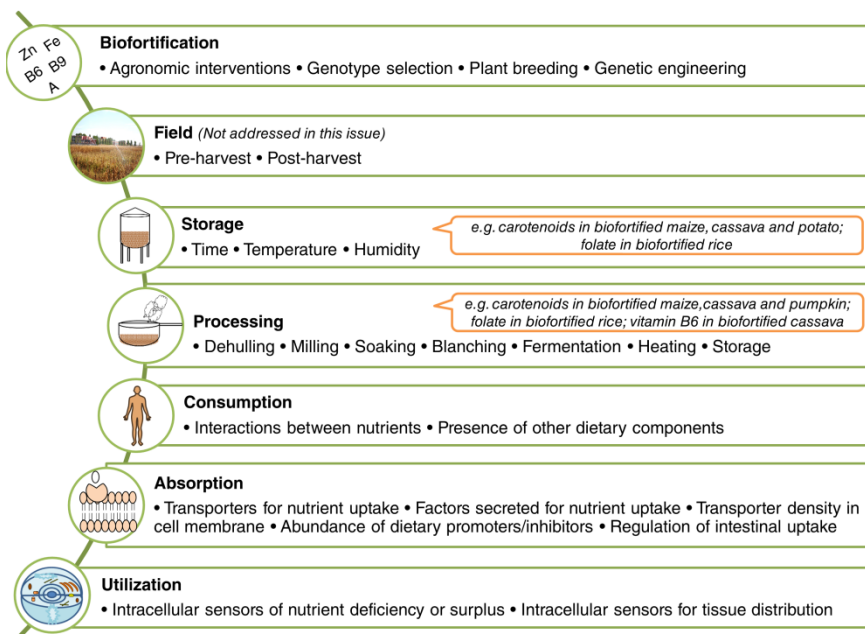 Zn Fe
B6 B9
A
Biofortification
• Agronomic interventions • Genotype selection • Plant breeding • Genetic engineering
Field (Not addressed in this issue)
• Pre-harvest • Post-harvest
Storage
• Time • Temperature • Humidity
e.g. carotenoids in biofortified maize, cassava and potato;
folate in biofortified rice
Processing
e.g. carotenoids in biofortified maize,cassava and pumpkin;
folate in biofortified rice; vitamin B6 in biofortified cassava
• Dehulling • Milling • Soaking • Blanching • Fermentation • Heating • Storage
Consumption
• Interactions between nutrients • Presence of other dietary components
Absorption
• Transporters for nutrient uptake • Factors secreted for nutrient uptake • Transporter density in
cell membrane • Abundance of dietary promoters/inhibitors • Regulation of intestinal uptake
Utilization
• Intracellular sensors of nutrient deficiency or surplus • Intracellular sensors for tissue distribution